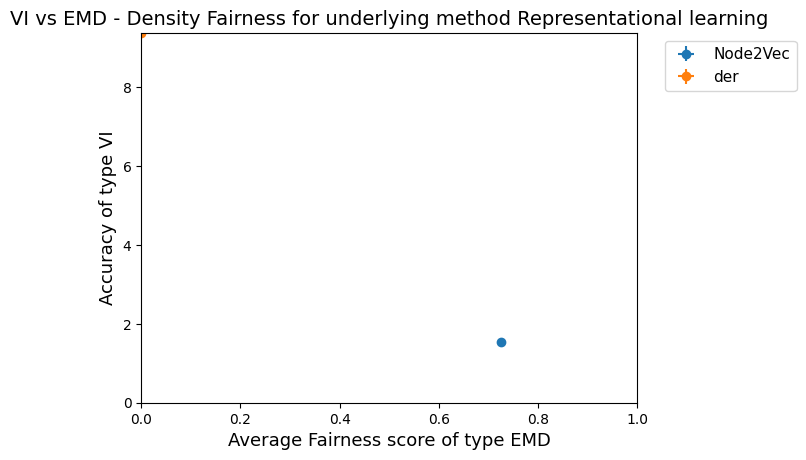 VI vs EMD - Density Fairness for underlying method Representational learning
Node2Vec
der
8
6
4
2
0
Accuracy of type VI
0.0 0.2 0.4 0.6 0.8 1.0
Average Fairness score of type EMD